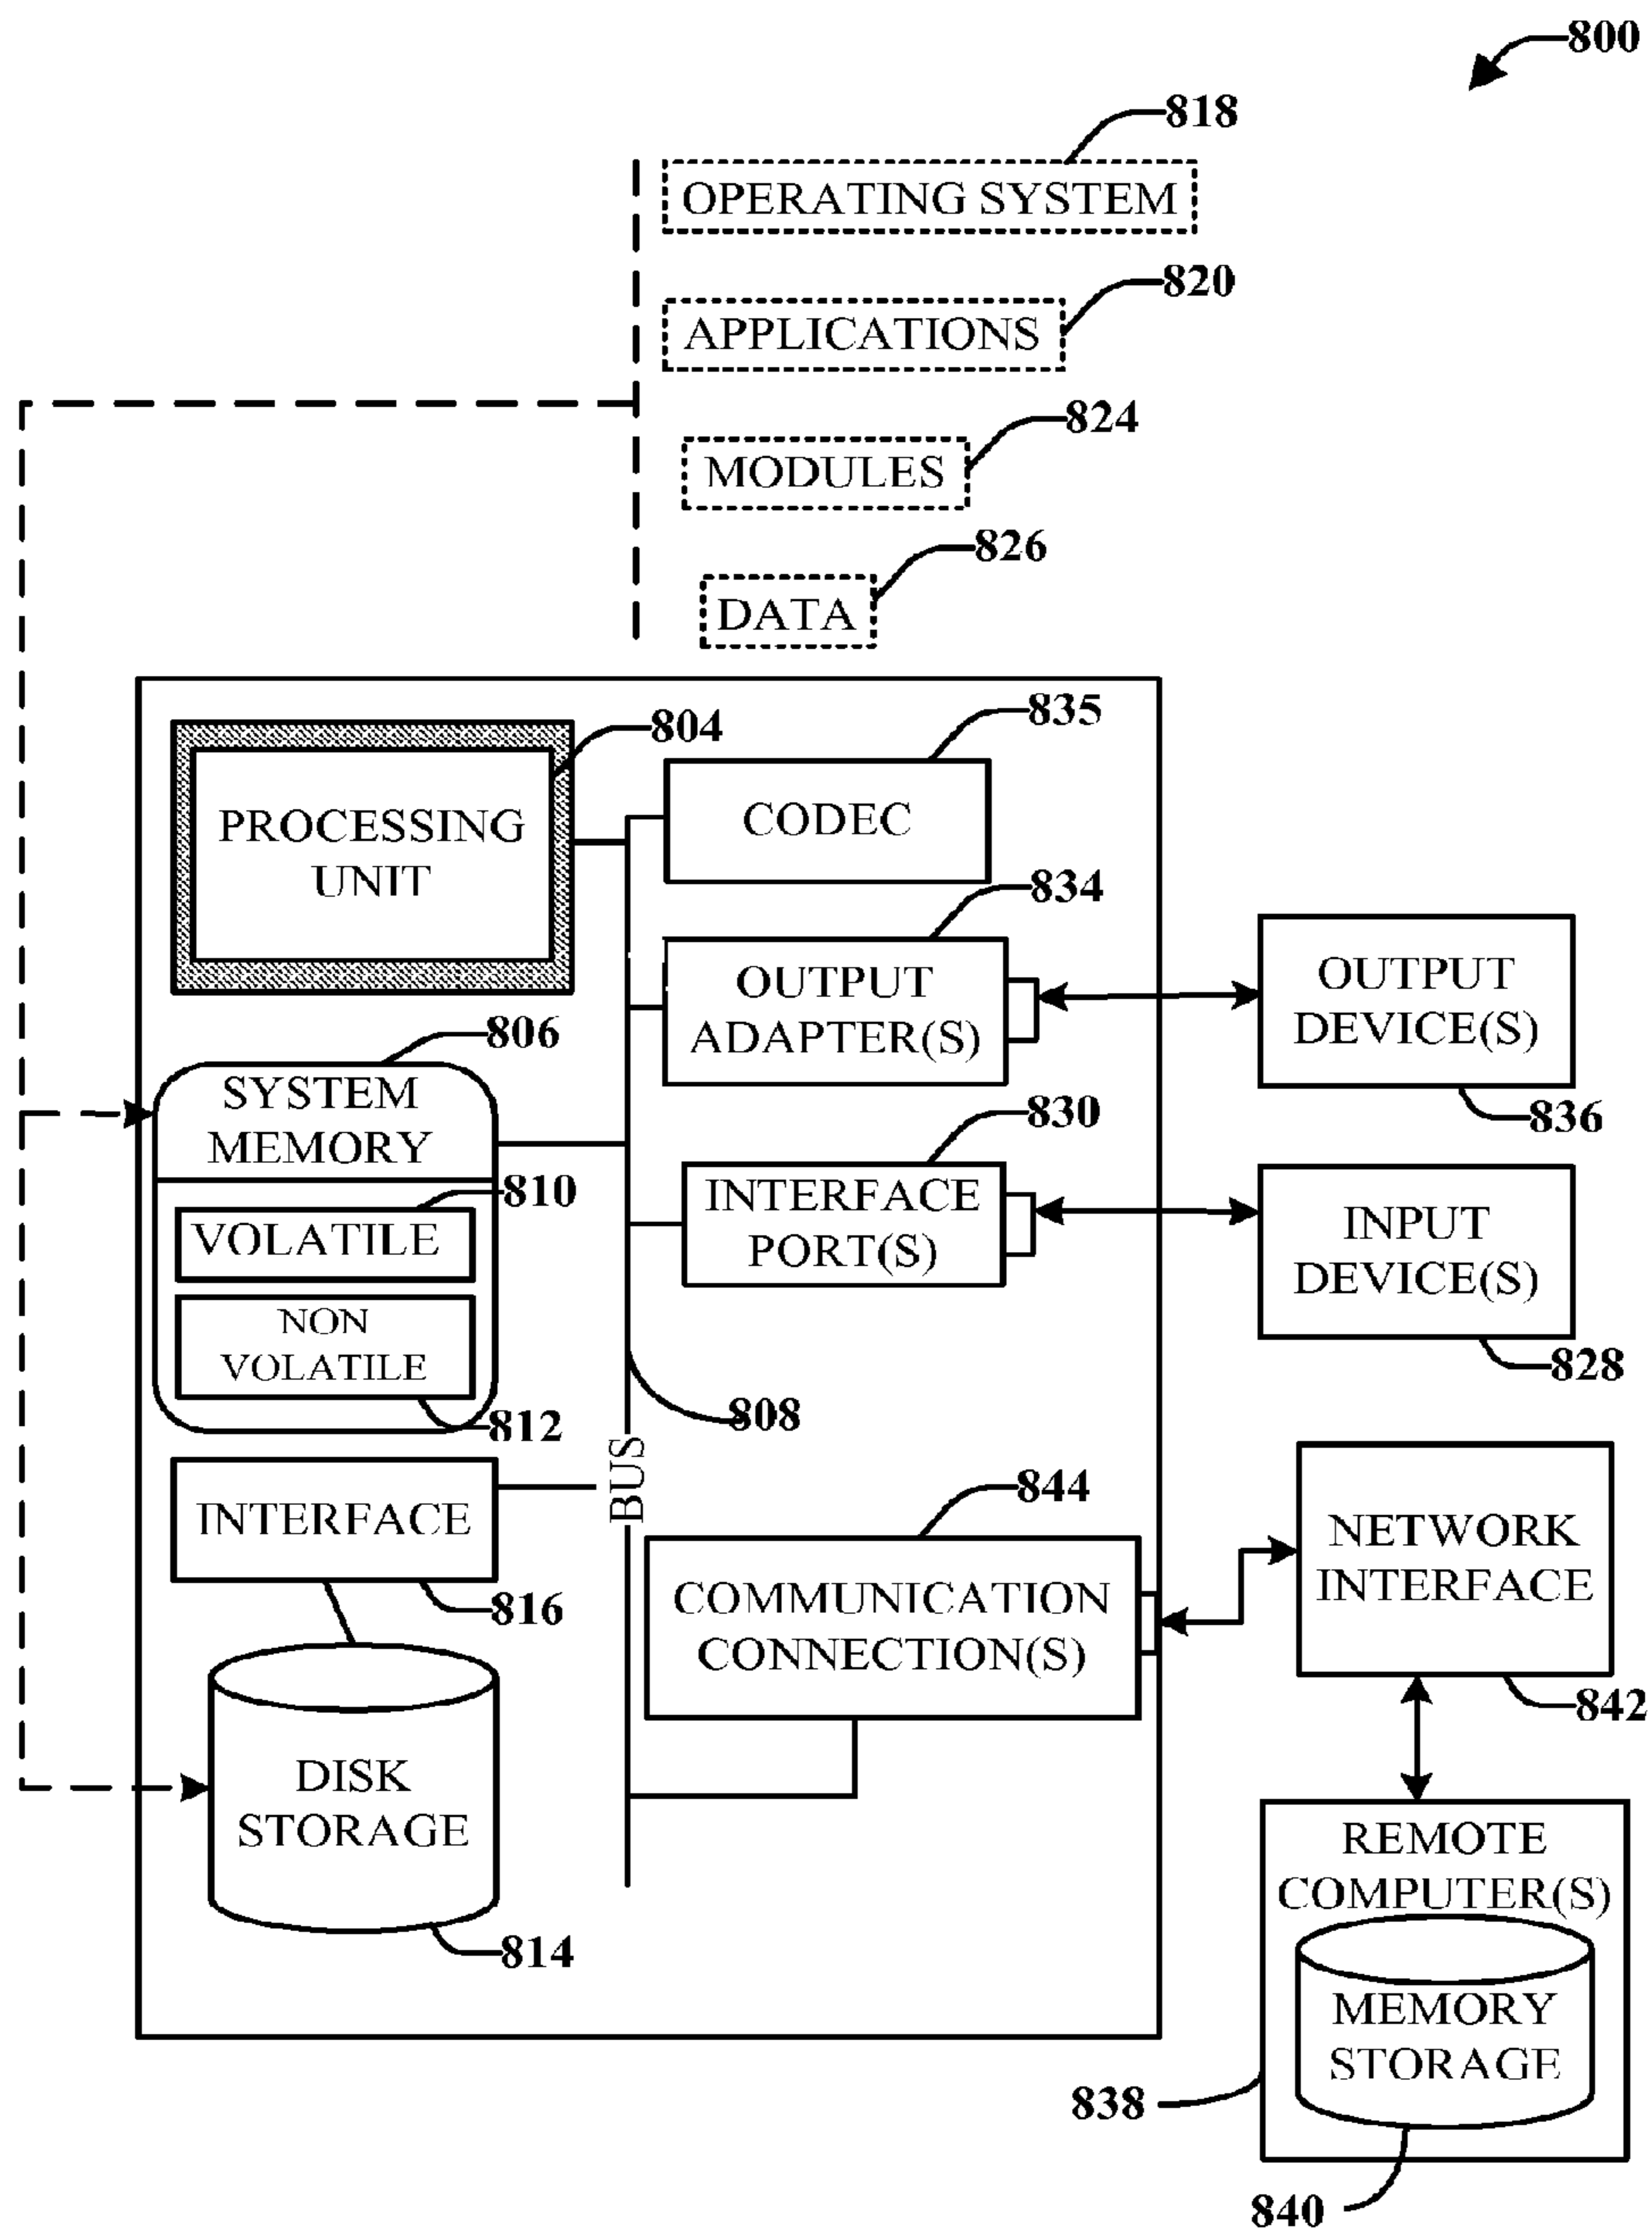 800
818
OPERATING SYSTEM
820
APPLICATIONS
824
MODULES
826
DATA
804
PROCESSING
UNIT
835
CODEC
834
OUTPUT
ADAPTER(S)
OUTPUT
DEVICE(S)
836
806
SYSTEM
MEMORY
810
VOLATILE
NON
VOLATILE
812
830
INTERFACE
PORT(S)
INPUT
DEVICE(S)
828
808
BUS
INTERFACE
816
844
COMMUNICATION
CONNECTION(S)
NETWORK
INTERFACE
842
DISK
STORAGE
814
REMOTE
COMPUTER(S)
MEMORY
STORAGE
838
840